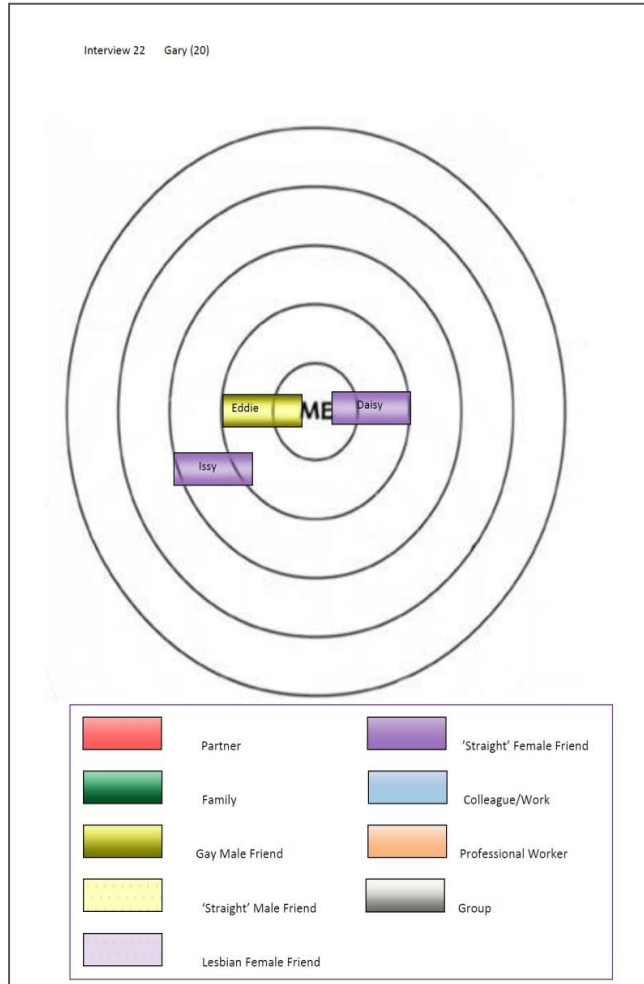 Interview 22 Gary (20)
Eddie ME Daisy
Issy
Partner
'Straight' Female Friend
Family
Colleague/Work
Gay Male Friend
Professional Worker
'Straight' Male Friend
Group
Lesbian Female Friend